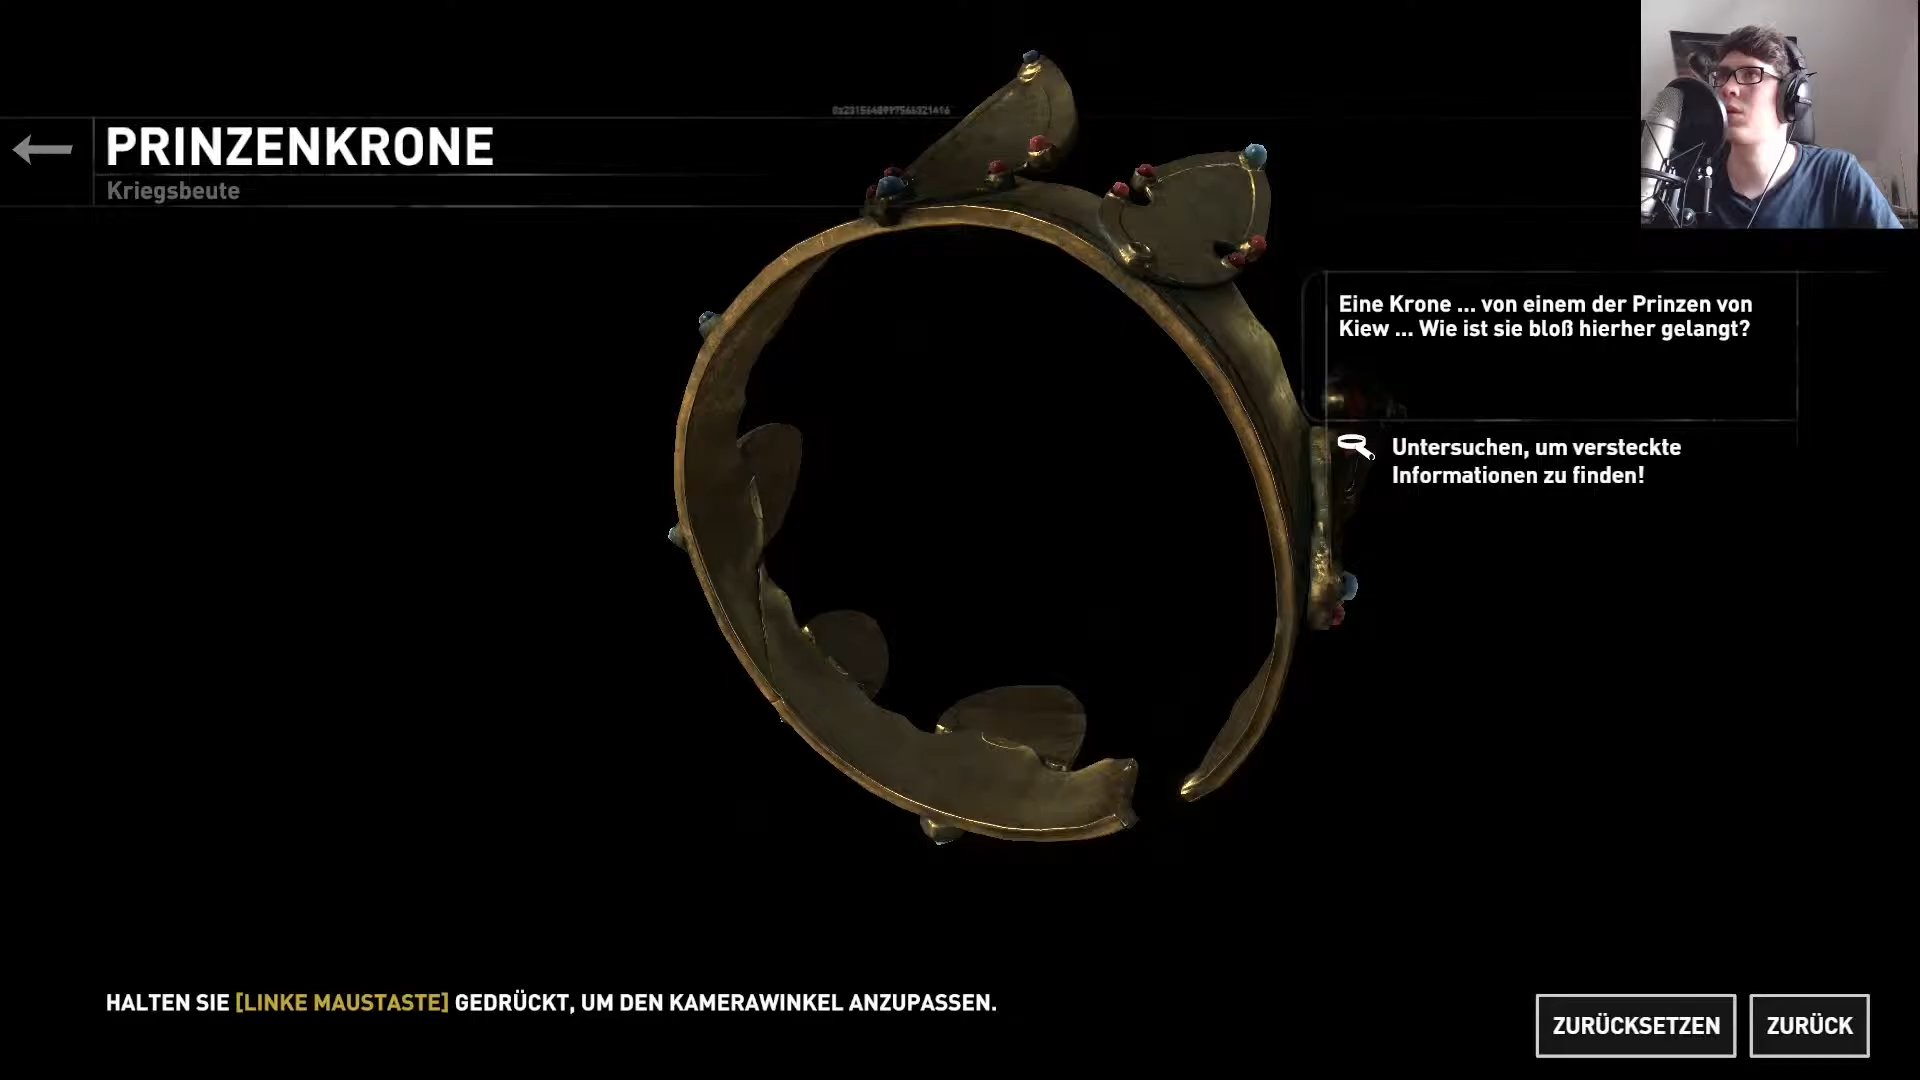 PRINZENKRONE
Kriegsbeute
Eine Krone ... von einem der Prinzen von
Kiew ... Wie ist sie bloß hierher gelangt?
Untersuchen, um versteckte
Informationen zu finden!
HALTEN SIE [LINKE MAUSTASTE] GEDRÜCKT, UM DEN KAMERAWINKEL ANZUPASSEN.
ZURÜCKSETZEN
ZURÜCK